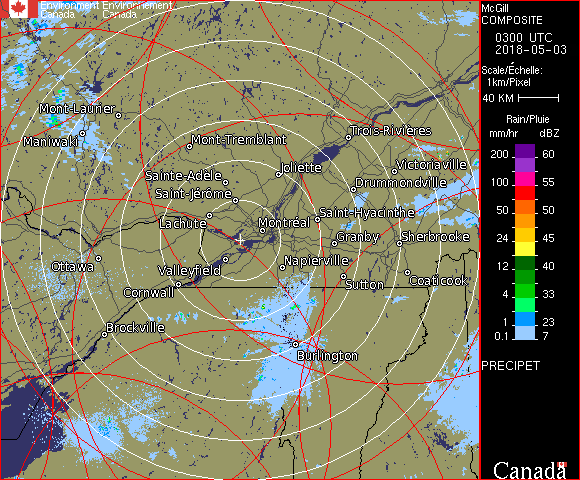 Environment Environnement
Canada Canada
Mont-Laurier
Maniwaki
Mont-Tremblant
Trois-Rivières
Sainte-Adèle
Joliette
Victoriaville
Saint-Jérôme
Drummondville
Lachute
Montréal
Saint-Hyacinthe
Granby
Sherbrooke
Ottawa
Valleyfield
Napierville
Cornwall
Sutton
Coaticook
Brockville
Burlington
McGill
COMPOSITE
0300 UTC
2018-05-03
Scale/Échelle:
1km/Pixel
40 KM
Rain/Pluie
mm/hr dBZ
200 60
100 55
50 50
24 45
12 40
4 33
1 23
0.1 7
PRECIPET
Canada